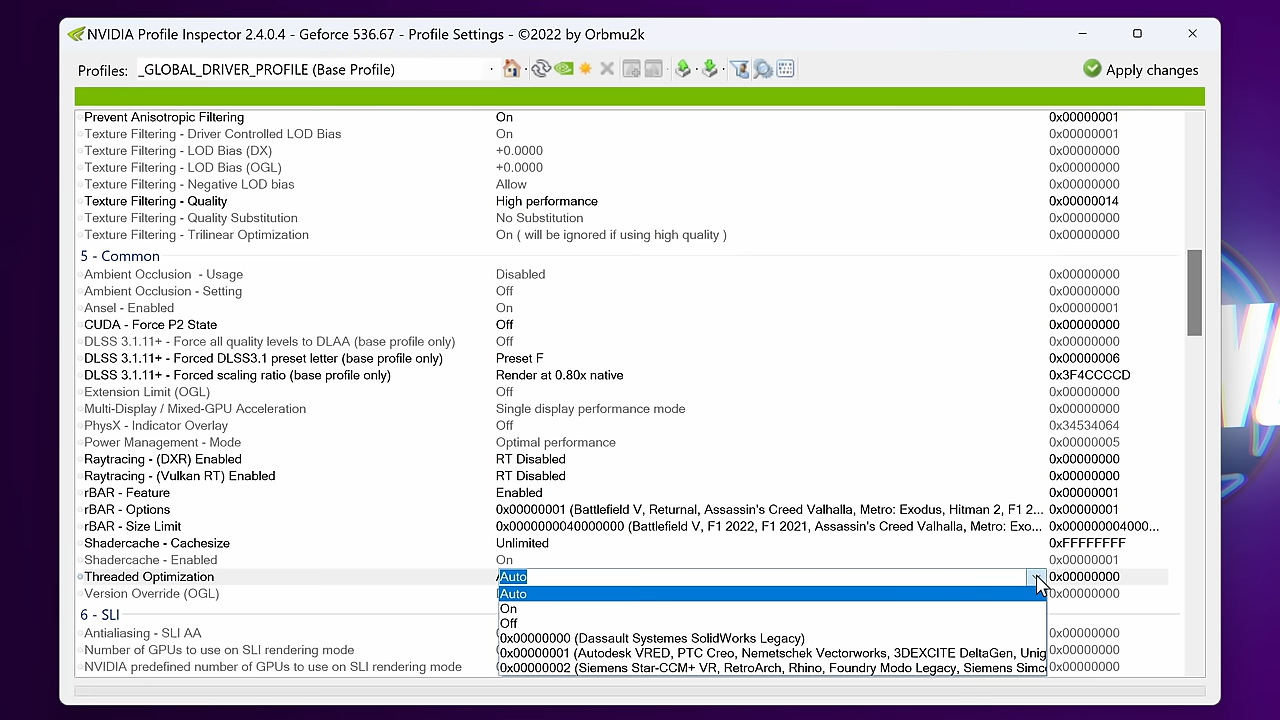 NVIDIA Profile Inspector 2.4.0.4 - Geforce 536.67 - Profile Settings - ©2022 by Orbmu2k
Profiles: _GLOBAL_DRIVER_PROFILE (Base Profile) Apply changes
Prevent Anisotropic Filtering On 0x00000001
Texture Filtering - Driver Controlled LOD Bias On 0x00000001
Texture Filtering - LOD Bias (DX) +0.0000 0x00000000
Texture Filtering - LOD Bias (OGL) +0.0000 0x00000000
Texture Filtering - Negative LOD bias Allow 0x00000000
Texture Filtering - Quality High performance 0x00000014
Texture Filtering - Quality Substitution No Substitution 0x00000000
Texture Filtering - Trilinear Optimization On ( will be ignored if using high quality ) 0x00000000
5 - Common
Ambient Occlusion - Usage Disabled 0x00000000
Ambient Occlusion - Setting Off 0x00000000
Ansel - Enabled On 0x00000001
CUDA - Force P2 State Off 0x00000000
DLSS 3.1.11+ - Force all quality levels to DLAA (base profile only) Off 0x00000000
DLSS 3.1.11+ - Forced DLSS3.1 preset letter (base profile only) Preset F 0x00000006
DLSS 3.1.11+ - Forced scaling ratio (base profile only) Render at 0.80x native 0x3F4CCCCD
Extension Limit (OGL) Off 0x00000000
Multi-Display / Mixed-GPU Acceleration Single display performance mode 0x00000000
PhysX - Indicator Overlay Off 0x34534064
Power Management - Mode Optimal performance 0x00000005
Raytracing - (DXR) Enabled RT Disabled 0x00000000
Raytracing - (Vulkan RT) Enabled RT Disabled 0x00000000
rBAR - Feature Enabled 0x00000001
rBAR - Options 0x00000001 (Battlefield V, Returnal, Assassin's Creed Valhalla, Metro: Exodus, Hitman 2, F1 2... 0x00000001
rBAR - Size Limit 0x0000000040000000 (Battlefield V, F1 2022, F1 2021, Assassin's Creed Valhalla, Metro: Exo... 0x000000004000...
Shadercache - Cachesize Unlimited 0xFFFFFFFF
Shadercache - Enabled On 0x00000001
Threaded Optimization Auto 0x00000000
Version Override (OGL) Auto 0x00000000
On
6 - SLI
Off
Antialiasing - SLI AA 0x00000000 (Dassault Systemes SolidWorks Legacy) 0x00000000
Number of GPUs to use on SLI rendering mode 0x00000001 (Autodesk VRED, PTC Creo, Nemetschek Vectorworks, 3DEXCITE DeltaGen, Unig 0x00000000
NVIDIA predefined number of GPUs to use on SLI rendering mode 0x00000002 (Siemens Star-CCM+ VR, RetroArch, Rhino, Foundry Modo Legacy, Siemens Simc 0x00000000